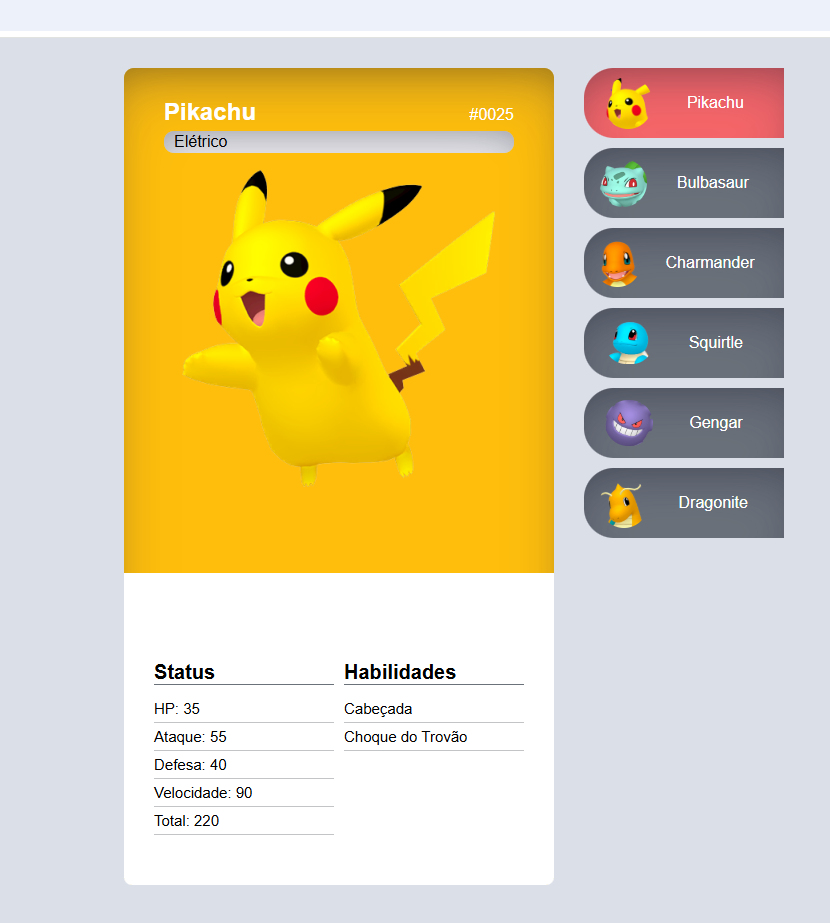 Pikachu
#0025
Elétrico
Status
HP: 35
Ataque: 55
Defesa: 40
Velocidade: 90
Total: 220
Habilidades
Cabeçada
Choque do Trovão
Pikachu
Bulbasaur
Charmander
Squirtle
Gengar
Dragonite